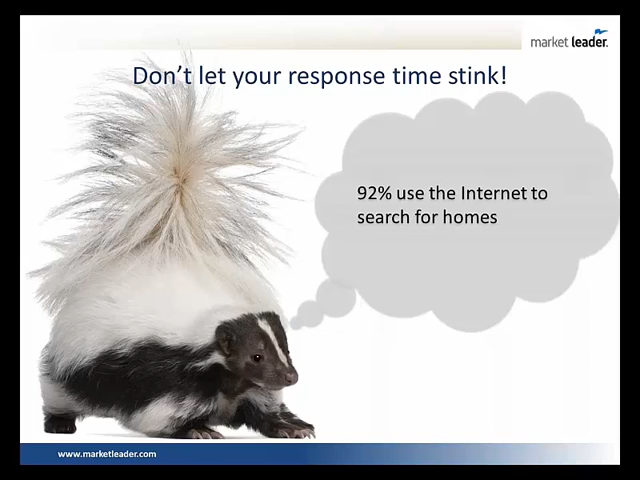 market leader.
Don't let your response time stink!
92% use the Internet to
search for homes
www.marketleader.com